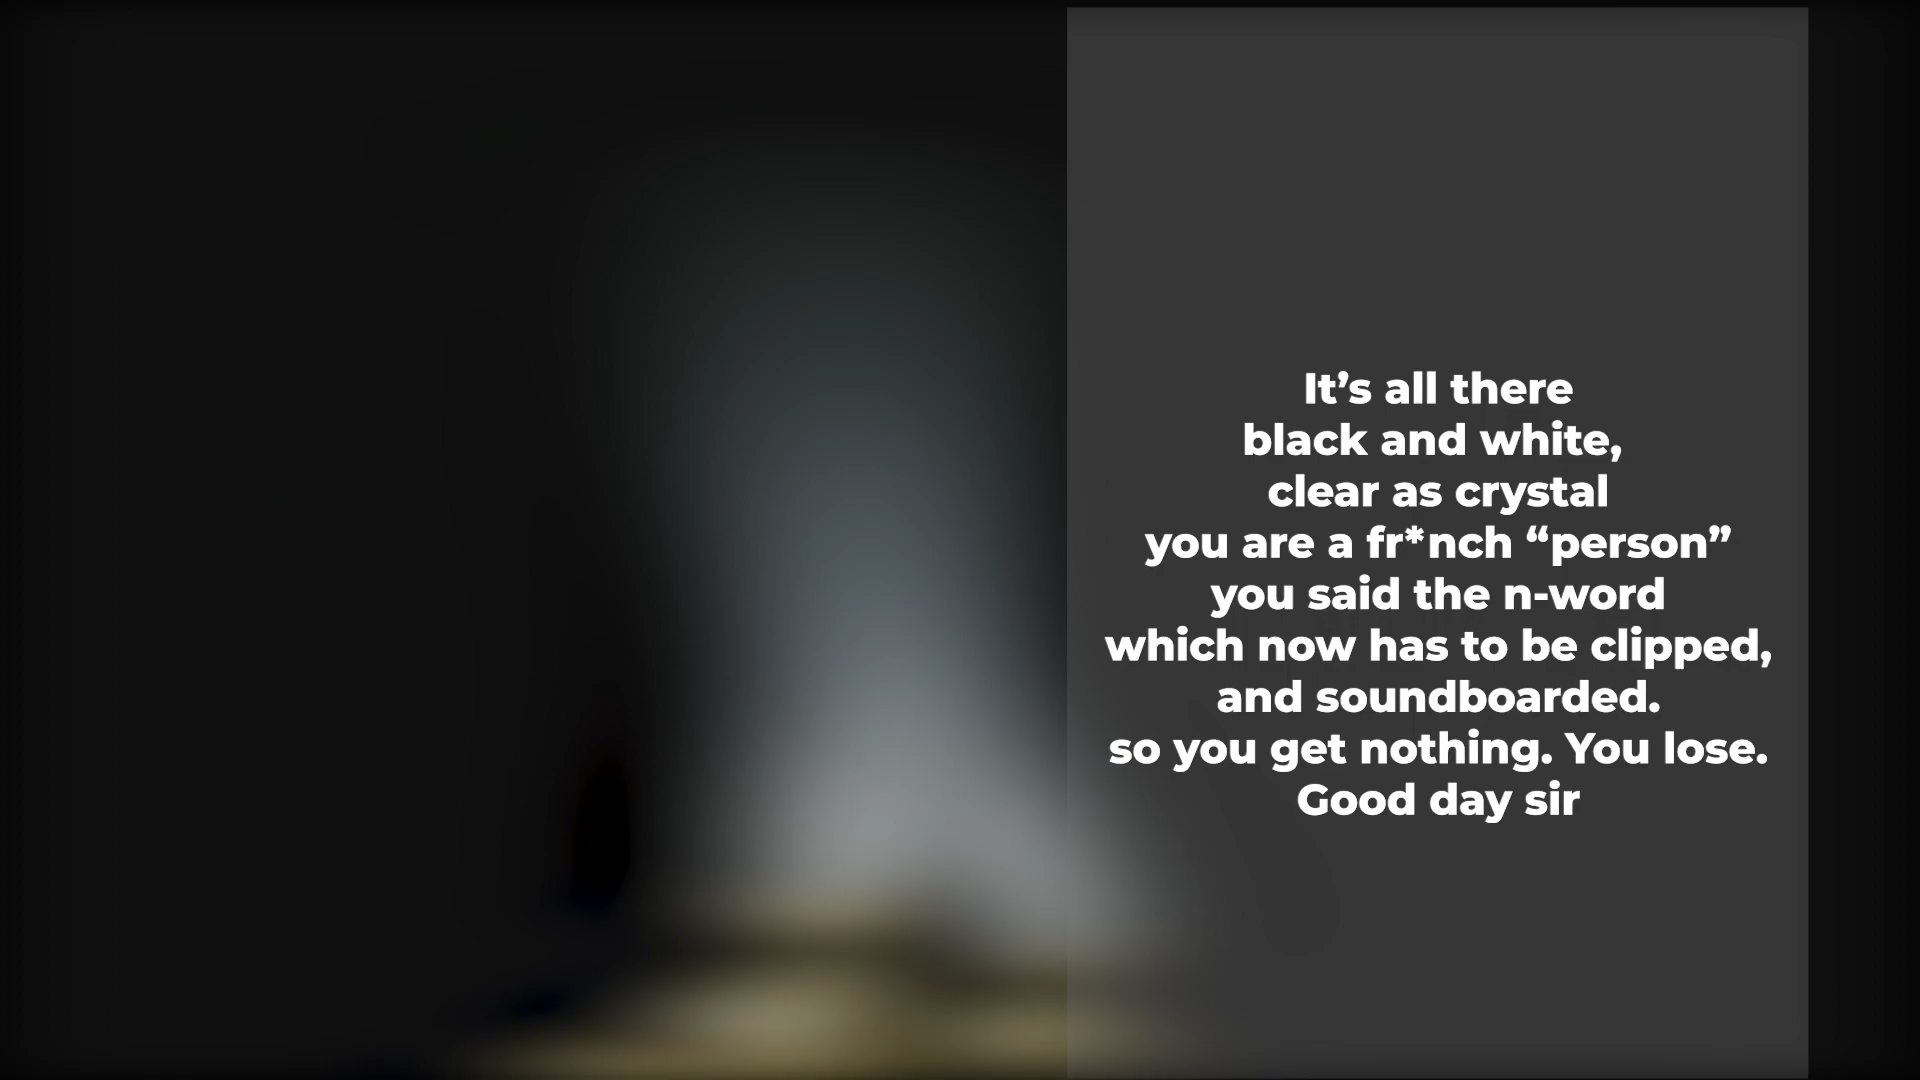 It’s all there
black and white,
clear as crystal
you are a fr*nch “person”
you said the n-word
which now has to be clipped,
and soundboarded.
so you get nothing. You lose.
Good day sir